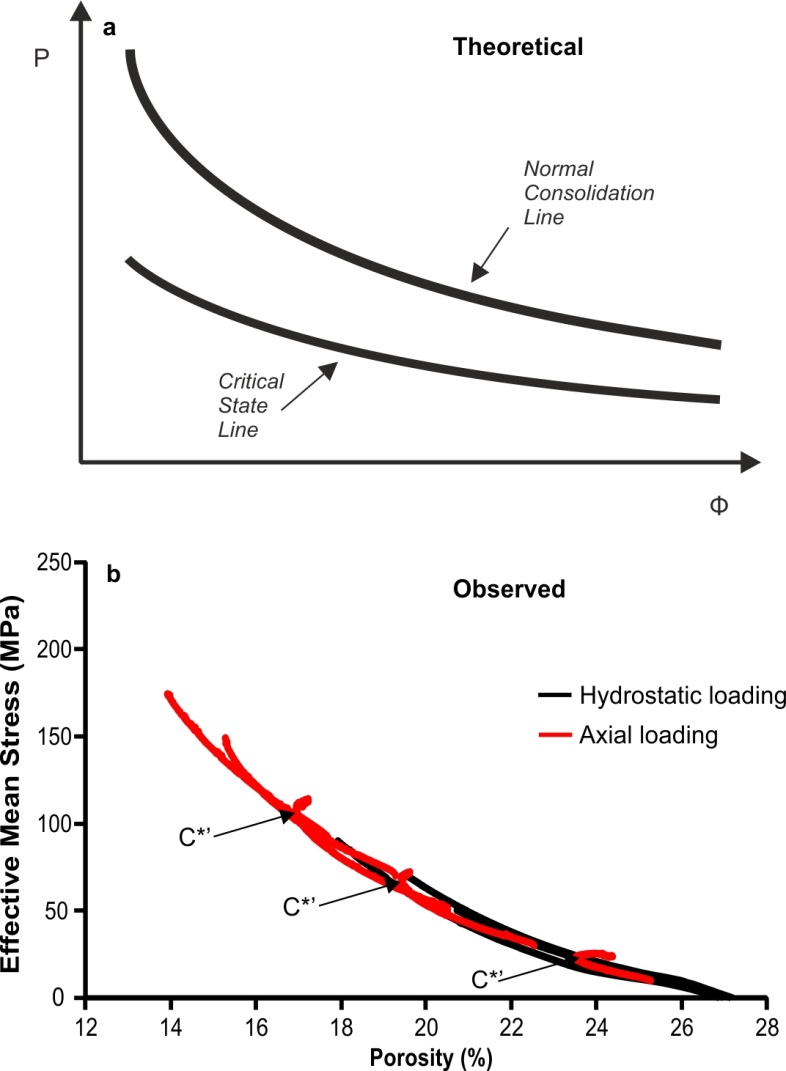 a
Theoretical
P
Normal
Consolidation
Line
Critical
State
Line
Φ
b
Observed
250
200
150
100
50
0
Effective Mean Stress (MPa)
Hydrostatic loading
Axial loading
C*’
C*’
C*’
12 14 16 18 20 22 24 26 28
Porosity (%)